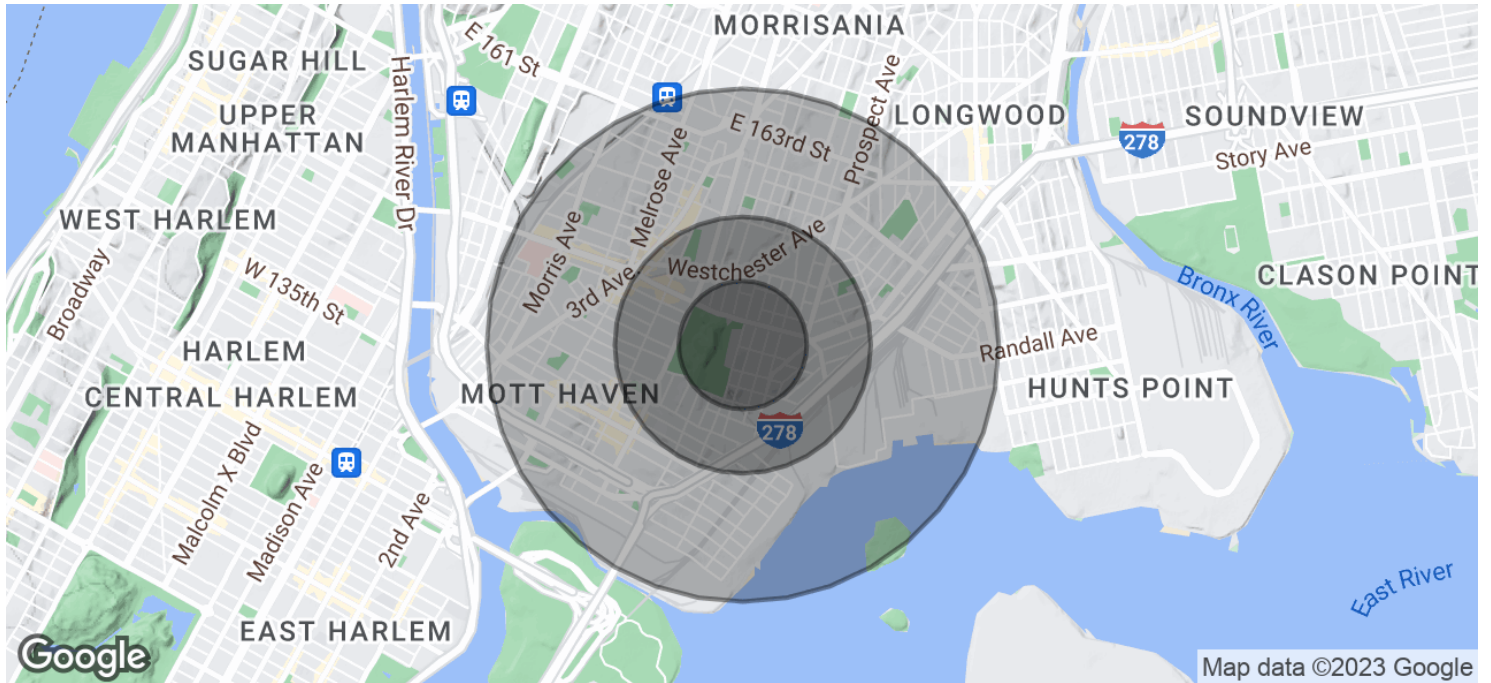 MORRISANIA
E 161 St
SUGAR HILL
Harlem River Dr
UPPER
MANHATTAN
Melrose Ave
E 163rd St
Prospect Ave
LONGWOOD
SOUNDVIEW
278
Story Ave
WEST HARLEM
Broadway
W 135th St
Morris Ave
3rd Ave.
Westchester Ave
Bronx River
CLASON POINT
HARLEM
Randall Ave
CENTRAL HARLEM
MOTT HAVEN
HUNTS POINT
278
Malcolm X Blvd
Madison Ave
2nd Ave
East River
EAST HARLEM
Google
Map data ©2023 Google